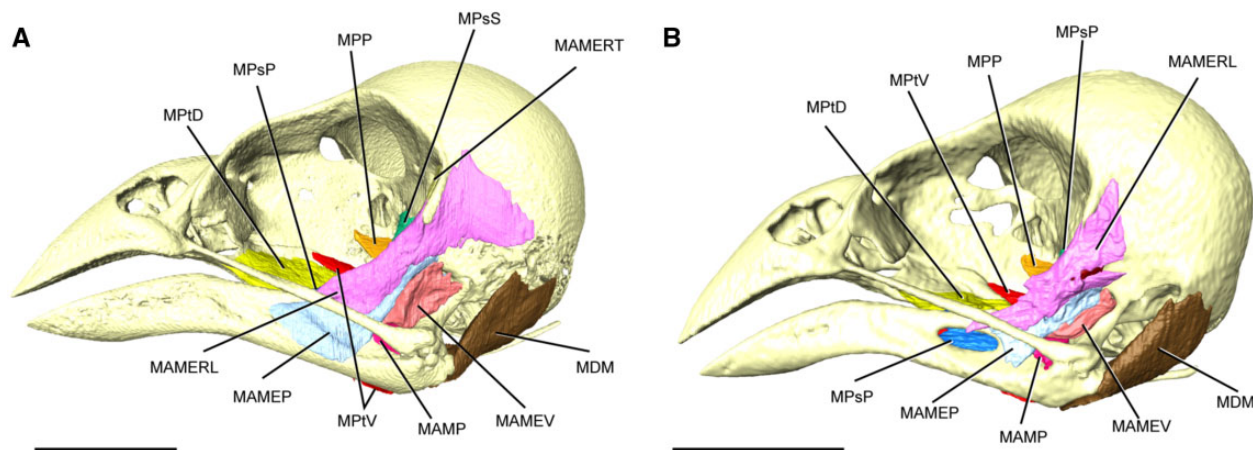 A
MPsS
MPP
MAMERT
MPsP
MPtD
MAMERL
MAMEP
MPtV
MAMP
MAMEV
MDM
B
MPsP
MPP
MAMERL
MPtV
MPtD
MPsP
MAMEP
MAMP
MAMEV
MDM